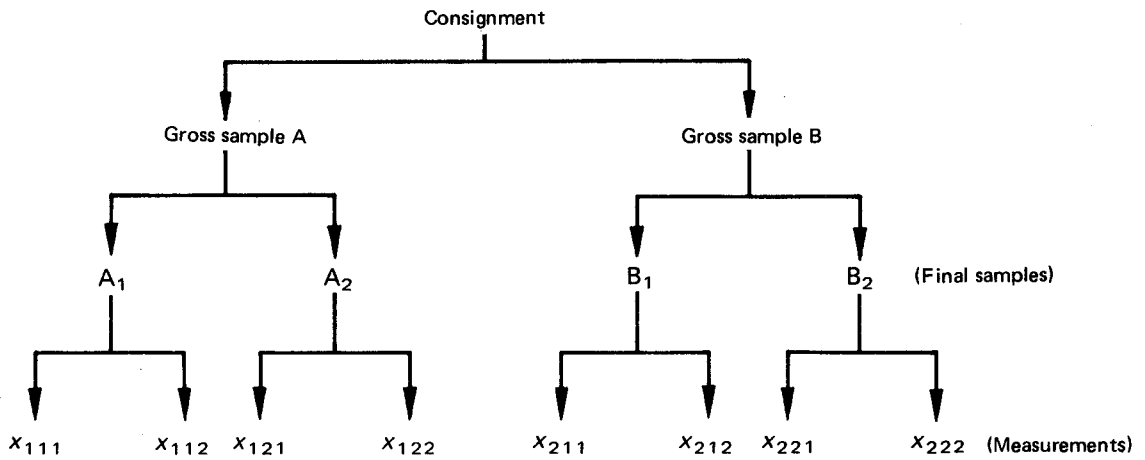 Consignment
Gross sample A Gross sample B
A₁ A₂ B₁ B₂ (Final samples)
x₁₁₁ x₁₁₂ x₁₂₁ x₁₂₂ x₂₁₁ x₂₁₂ x₂₂₁ x₂₂₂ (Measurements)